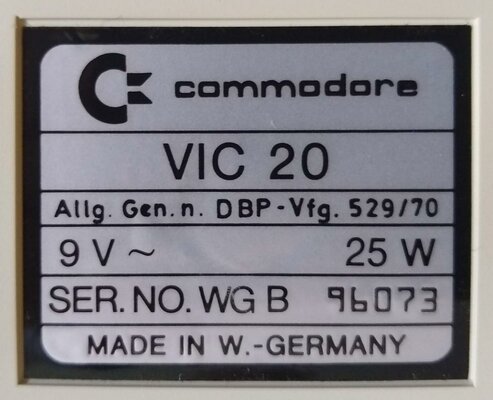 commodore
VIC 20
Allg. Gen. n. DBP-Vfg. 529/70
9 V ~ 25 W
SER. NO. WG B 96073
MADE IN W.-GERMANY